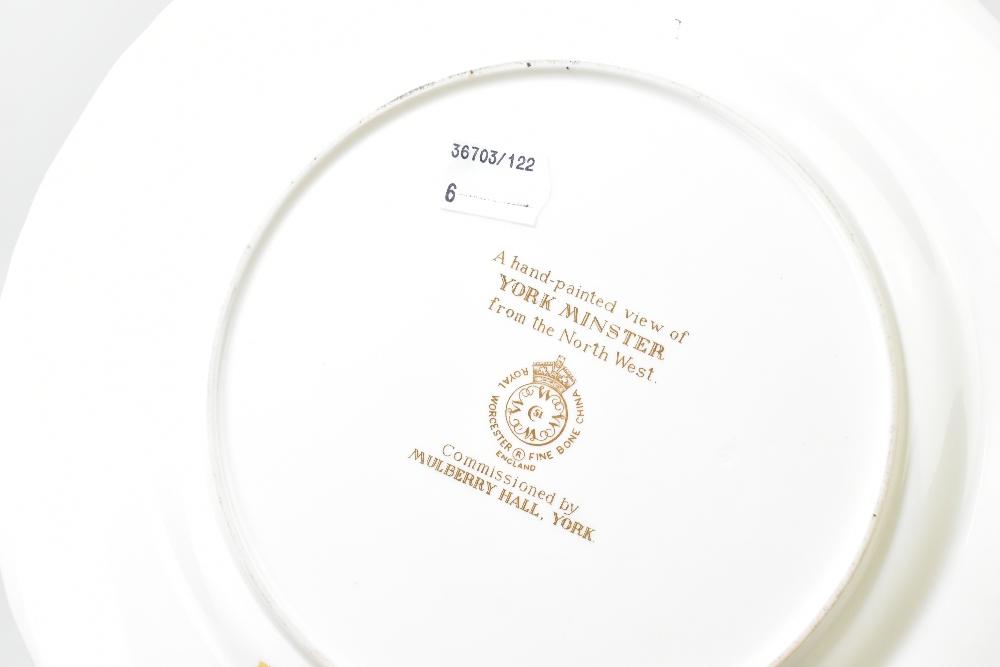 36703/122
6
A hand-painted view of
YORK MINSTER
from the North West.
ROYAL WORCESTER ® FINE BONE CHINA
51
ENGLAND
Commissioned by
MULBERRY HALL, YORK